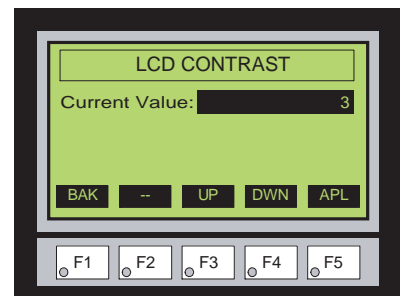 LCD CONTRAST
Current Value: 3
BAK -- UP DWN APL
F1 F2 F3 F4 F5